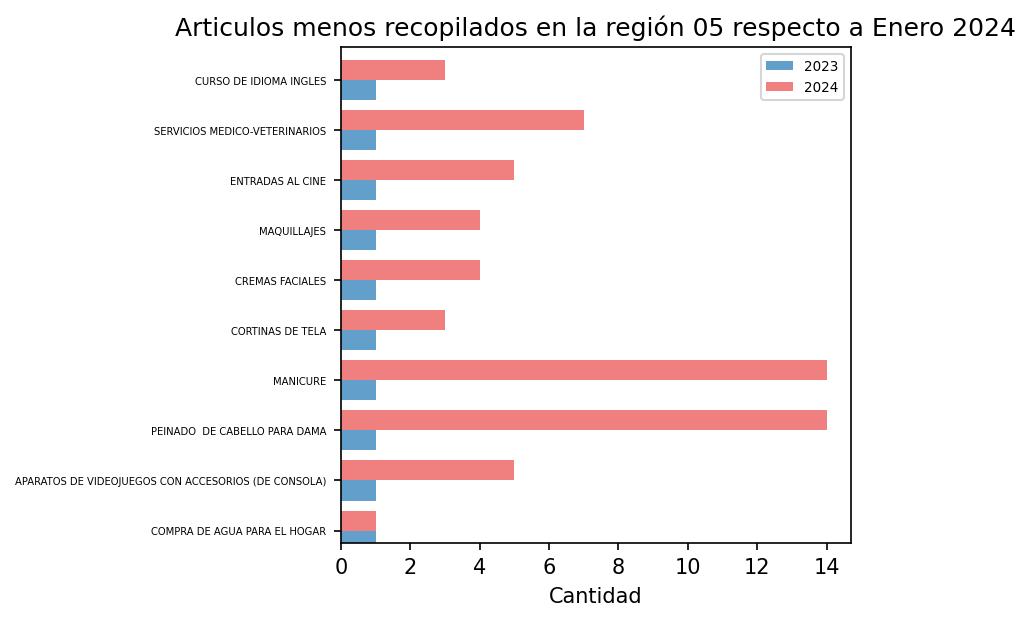 Articulos menos recopilados en la región 05 respecto a Enero 2024
2023
2024
CURSO DE IDIOMA INGLES
SERVICIOS MEDICO-VETERINARIOS
ENTRADAS AL CINE
MAQUILLAJES
CREMAS FACIALES
CORTINAS DE TELA
MANICURE
PEINADO  DE CABELLO PARA DAMA
APARATOS DE VIDEOJUEGOS CON ACCESORIOS (DE CONSOLA)
COMPRA DE AGUA PARA EL HOGAR
0 2 4 6 8 10 12 14
Cantidad